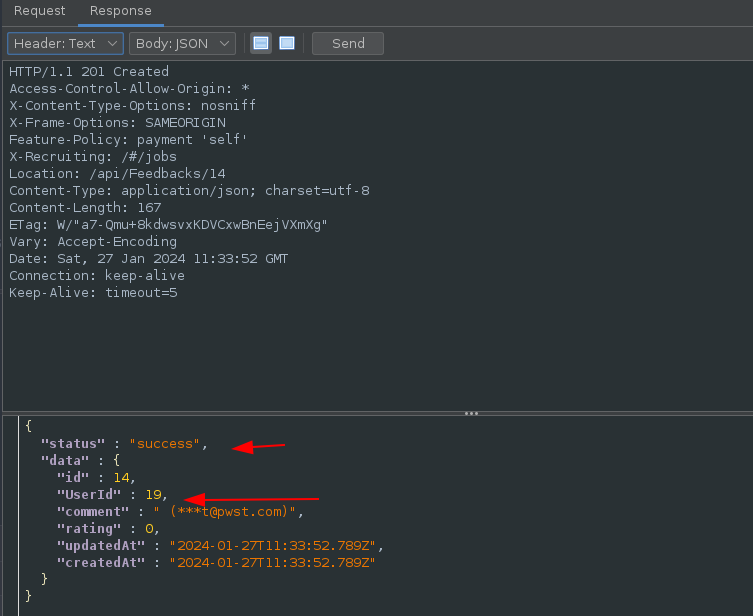 Request Response
Header: Text Body: JSON Send
HTTP/1.1 201 Created
Access-Control-Allow-Origin: *
X-Content-Type-Options: nosniff
X-Frame-Options: SAMEORIGIN
Feature-Policy: payment 'self'
X-Recruiting: /#/jobs
Location: /api/Feedbacks/14
Content-Type: application/json; charset=utf-8
Content-Length: 167
ETag: W/"a7-Qmu+8kdwsvxKDVCxwBnEejVXmXg"
Vary: Accept-Encoding
Date: Sat, 27 Jan 2024 11:33:52 GMT
Connection: keep-alive
Keep-Alive: timeout=5
{
"status" : "success",
"data" : {
"id" : 14,
"UserId" : 19,
"comment" : " (***t@pwst.com)",
"rating" : 0,
"updatedAt" : "2024-01-27T11:33:52.789Z",
"createdAt" : "2024-01-27T11:33:52.789Z"
}
}